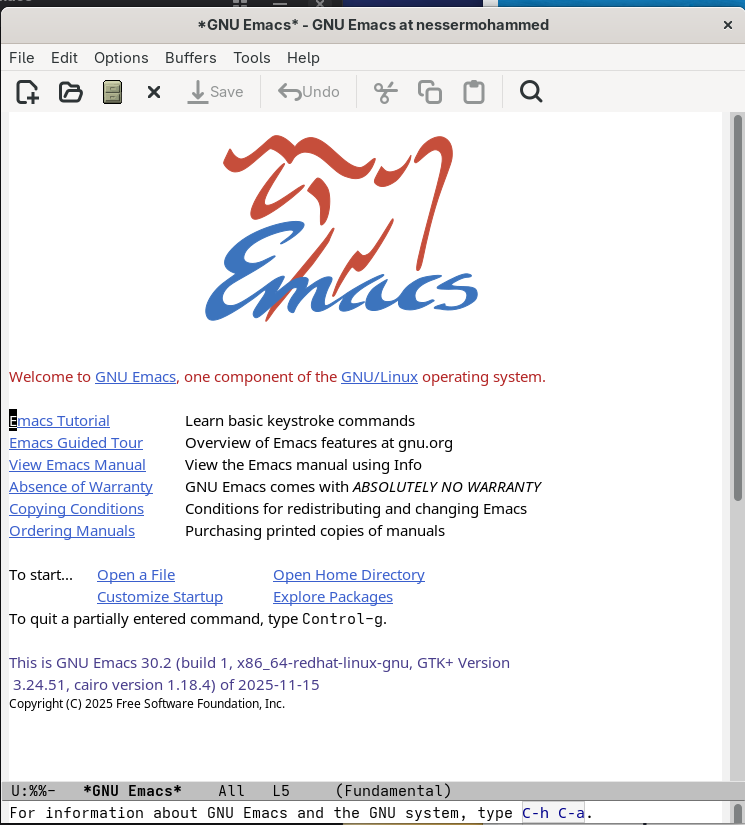 *GNU Emacs* - GNU Emacs at nessermohammed
File Edit Options Buffers Tools Help
Save Undo
Emacs
Welcome to GNU Emacs, one component of the GNU/Linux operating system.
Emacs Tutorial Learn basic keystroke commands
Emacs Guided Tour Overview of Emacs features at gnu.org
View Emacs Manual View the Emacs manual using Info
Absence of Warranty GNU Emacs comes with ABSOLUTELY NO WARRANTY
Copying Conditions Conditions for redistributing and changing Emacs
Ordering Manuals Purchasing printed copies of manuals
To start... Open a File Open Home Directory
Customize Startup Explore Packages
To quit a partially entered command, type Control-g.
This is GNU Emacs 30.2 (build 1, x86_64-redhat-linux-gnu, GTK+ Version
3.24.51, cairo version 1.18.4) of 2025-11-15
Copyright (C) 2025 Free Software Foundation, Inc.
U:%%- *GNU Emacs* All L5 (Fundamental)
For information about GNU Emacs and the GNU system, type C-h C-a.